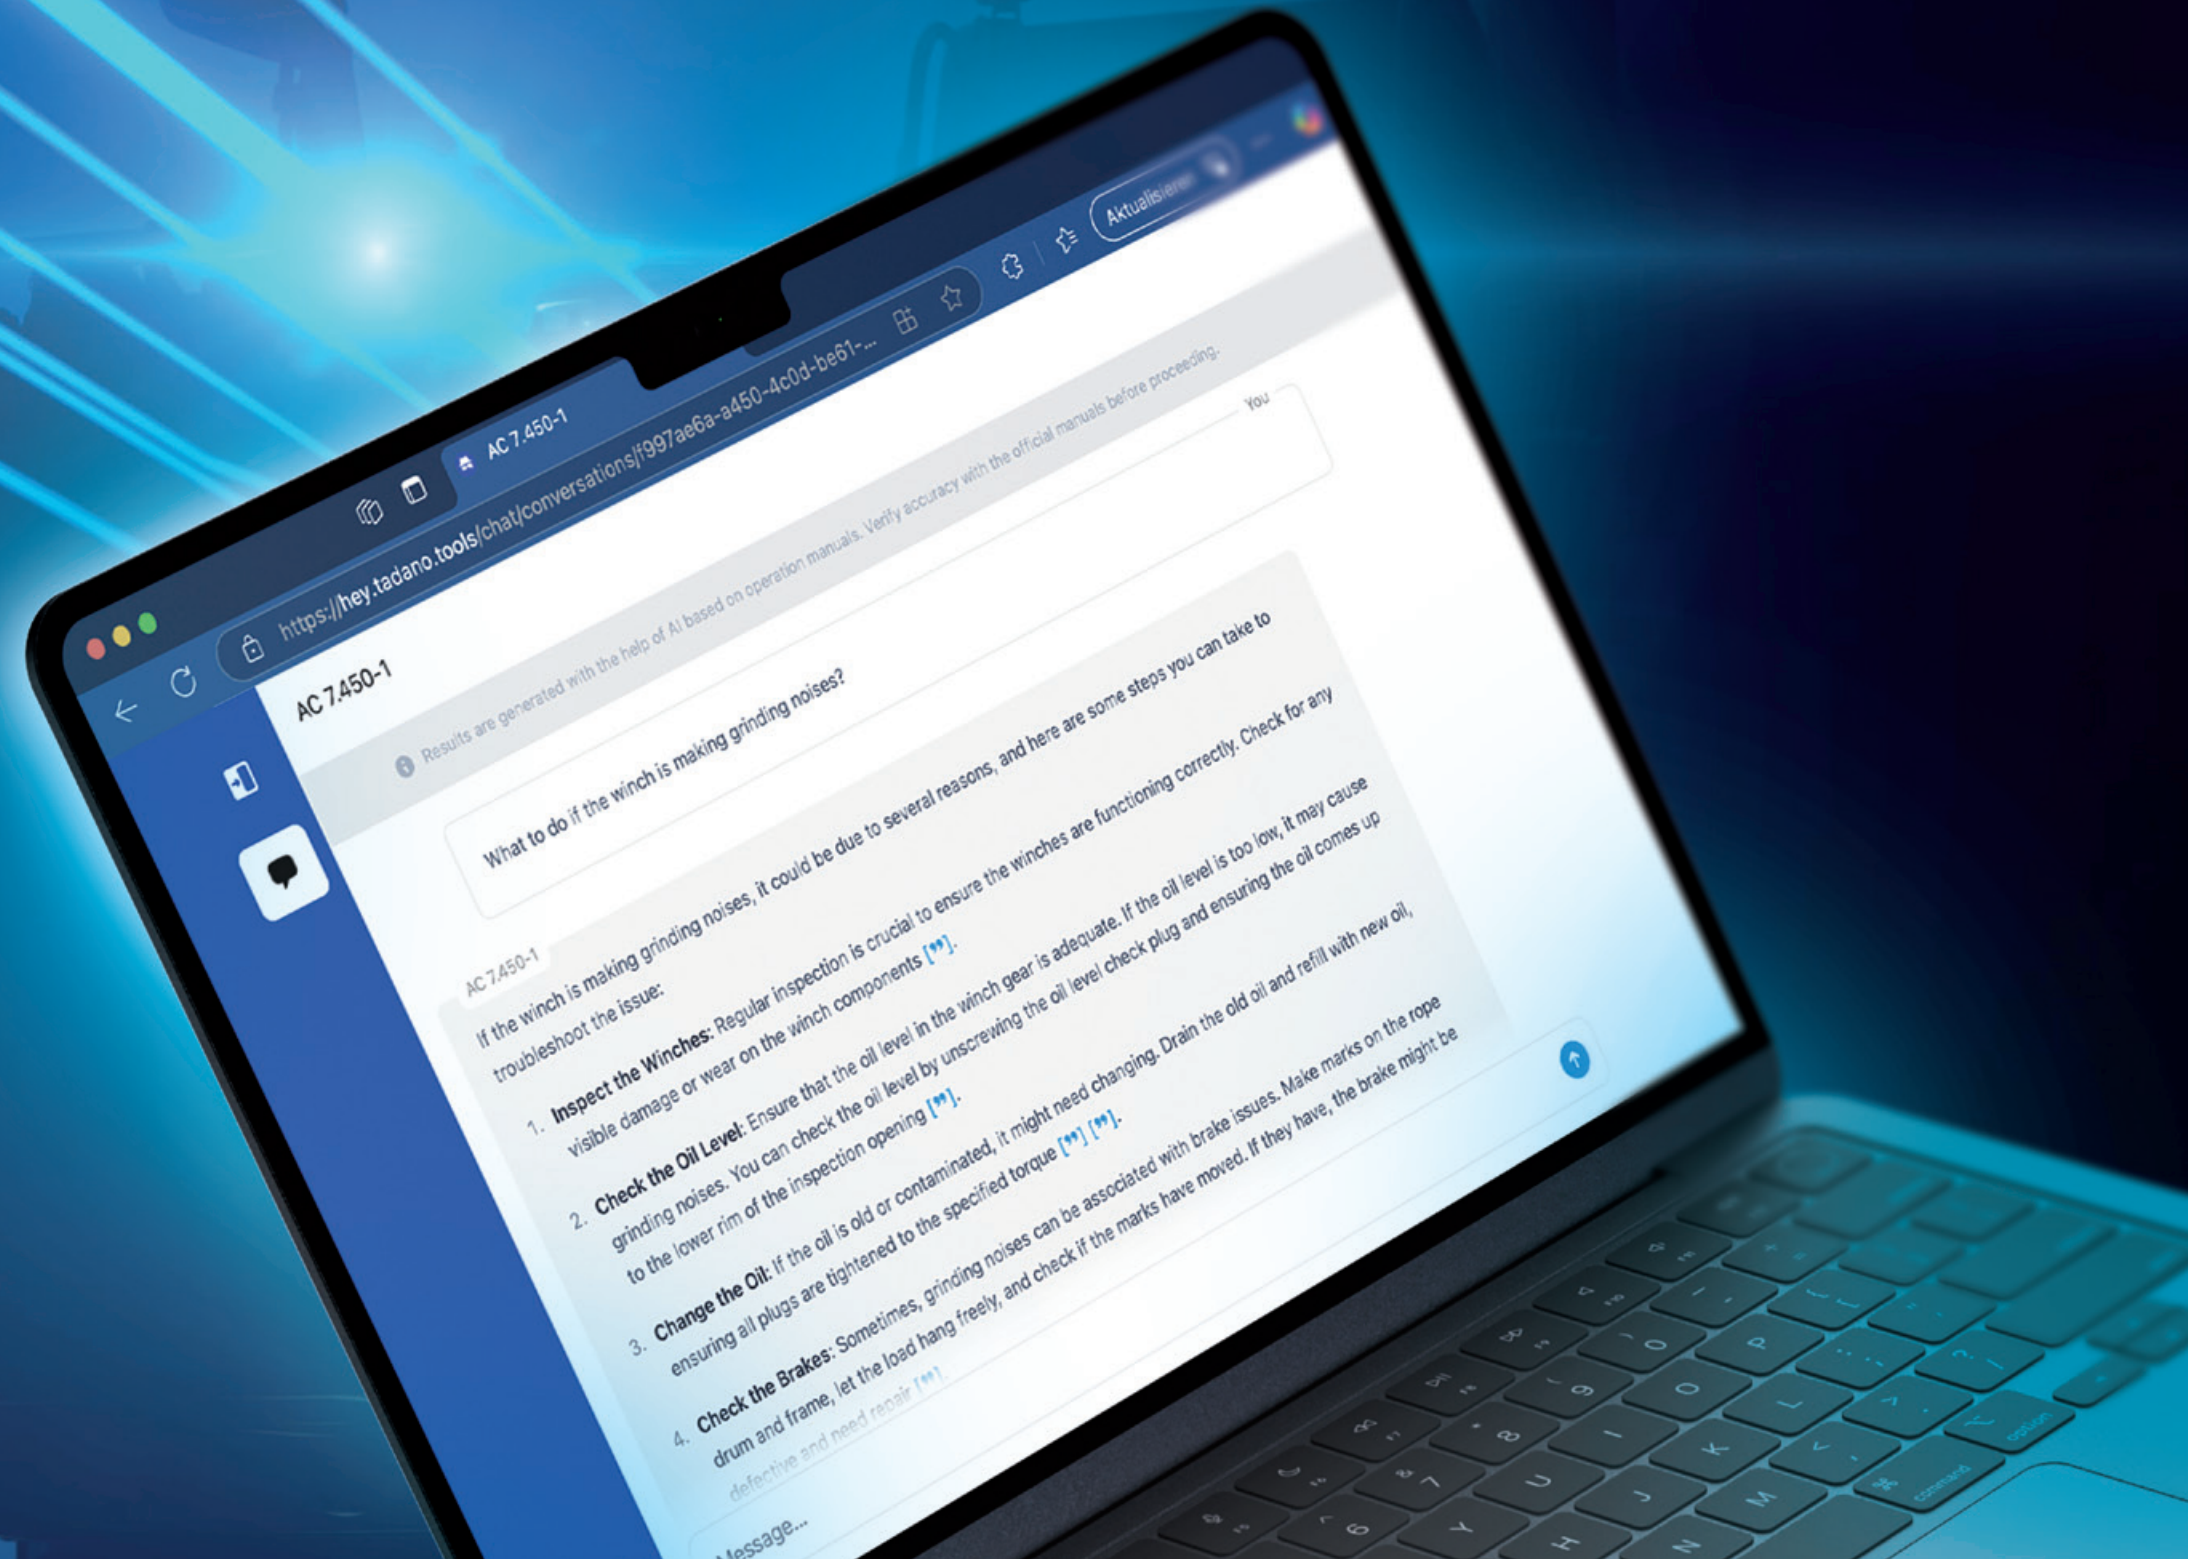 AC 7.450-1
https://hey.tadano.tools/chat/conversations/f997ae6a-a450-4c0d-be61-...
Aktualisieren
AC 7.450-1
Results are generated with the help of AI based on operation manuals. Verify accuracy with the official manuals before proceeding.
You
What to do if the winch is making grinding noises?
AC 7.450-1
If the winch is making grinding noises, it could be due to several reasons, and here are some steps you can take to
troubleshoot the issue:
1. Inspect the Winches: Regular inspection is crucial to ensure the winches are functioning correctly. Check for any
visible damage or wear on the winch components [”].
2. Check the Oil Level: Ensure that the oil level in the winch gear is adequate. If the oil level is too low, it may cause
grinding noises. You can check the oil level by unscrewing the oil level check plug and ensuring the oil comes up
to the lower rim of the inspection opening [”].
3. Change the Oil: If the oil is old or contaminated, it might need changing. Drain the old oil and refill with new oil,
ensuring all plugs are tightened to the specified torque [”] [”].
4. Check the Brakes: Sometimes, grinding noises can be associated with brake issues. Make marks on the rope
drum and frame, let the load hang freely, and check if the marks have moved. If they have, the brake might be
defective and need repair [”].
Message...
option
command